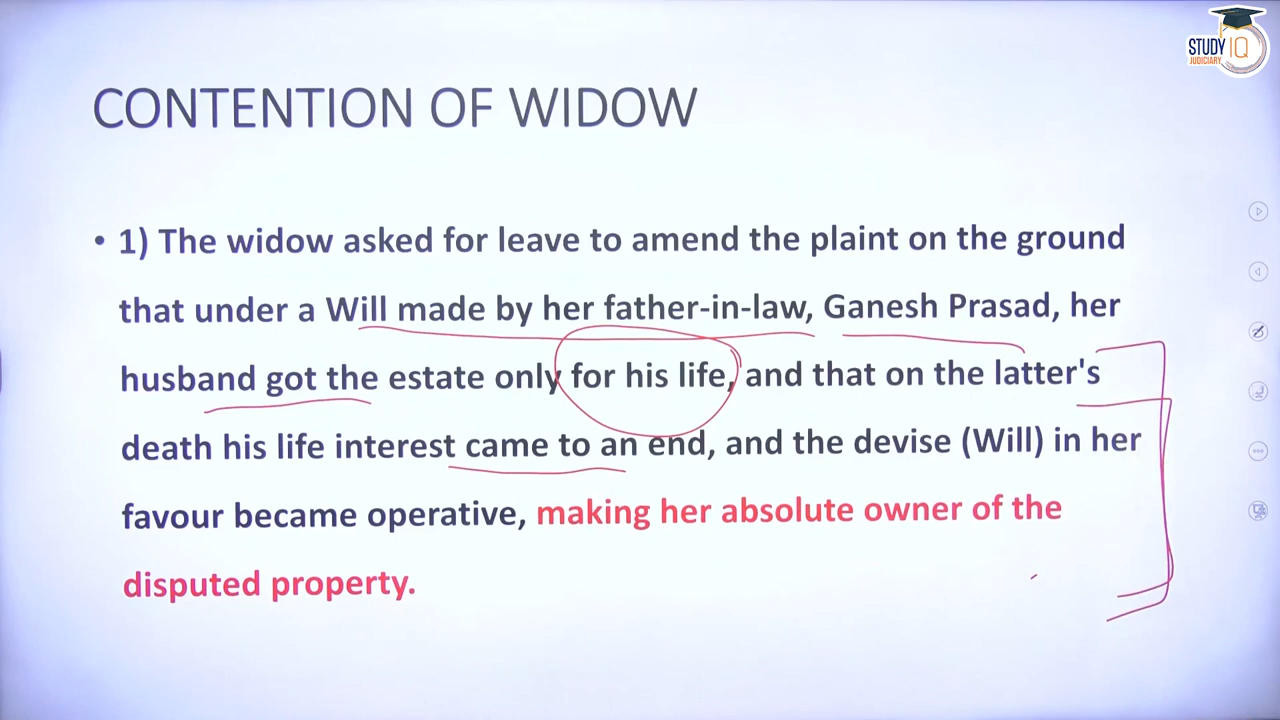 STUDY IQ
JUDICIARY
CONTENTION OF WIDOW
• 1) The widow asked for leave to amend the plaint on the ground
that under a Will made by her father-in-law, Ganesh Prasad, her
husband got the estate only for his life, and that on the latter's
death his life interest came to an end, and the devise (Will) in her
favour became operative, making her absolute owner of the
disputed property.